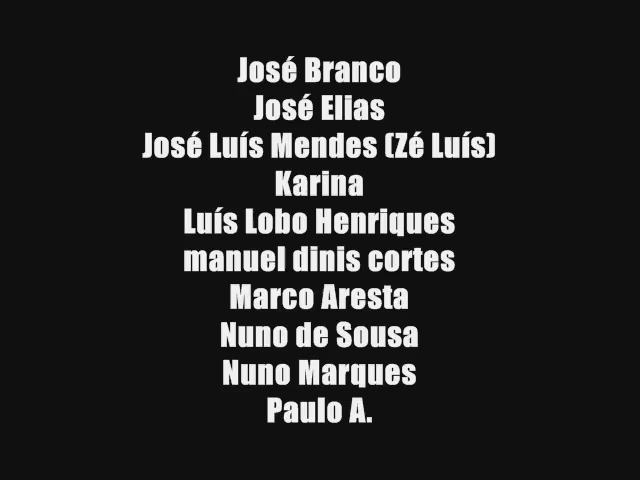 José Branco
José Elias
José Luís Mendes (Zé Luís)
Karina
Luís Lobo Henriques
manuel dinis cortes
Marco Aresta
Nuno de Sousa
Nuno Marques
Paulo A.